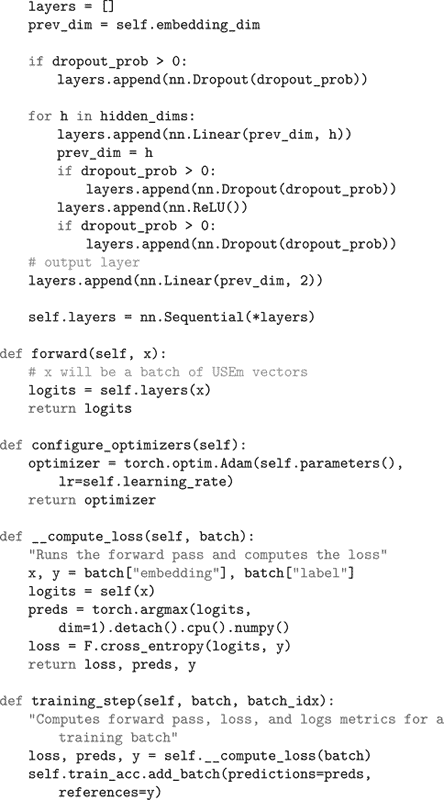 layers = []
prev_dim = self.embedding_dim

if dropout_prob > 0:
    layers.append(nn.Dropout(dropout_prob))

for h in hidden_dims:
    layers.append(nn.Linear(prev_dim, h))
    prev_dim = h
    if dropout_prob > 0:
        layers.append(nn.Dropout(dropout_prob))
    layers.append(nn.ReLU())
    if dropout_prob > 0:
        layers.append(nn.Dropout(dropout_prob))
# output layer
layers.append(nn.Linear(prev_dim, 2))

self.layers = nn.Sequential(*layers)

def forward(self, x):
    # x will be a batch of USEm vectors
    logits = self.layers(x)
    return logits

def configure_optimizers(self):
    optimizer = torch.optim.Adam(self.parameters(),
        lr=self.learning_rate)
    return optimizer

def __compute_loss(self, batch):
    "Runs the forward pass and computes the loss"
    x, y = batch["embedding"], batch["label"]
    logits = self(x)
    preds = torch.argmax(logits,
        dim=1).detach().cpu().numpy()
    loss = F.cross_entropy(logits, y)
    return loss, preds, y

def training_step(self, batch, batch_idx):
    "Computes forward pass, loss, and logs metrics for a
        training batch"
    loss, preds, y = self.__compute_loss(batch)
    self.train_acc.add_batch(predictions=preds,
        references=y)